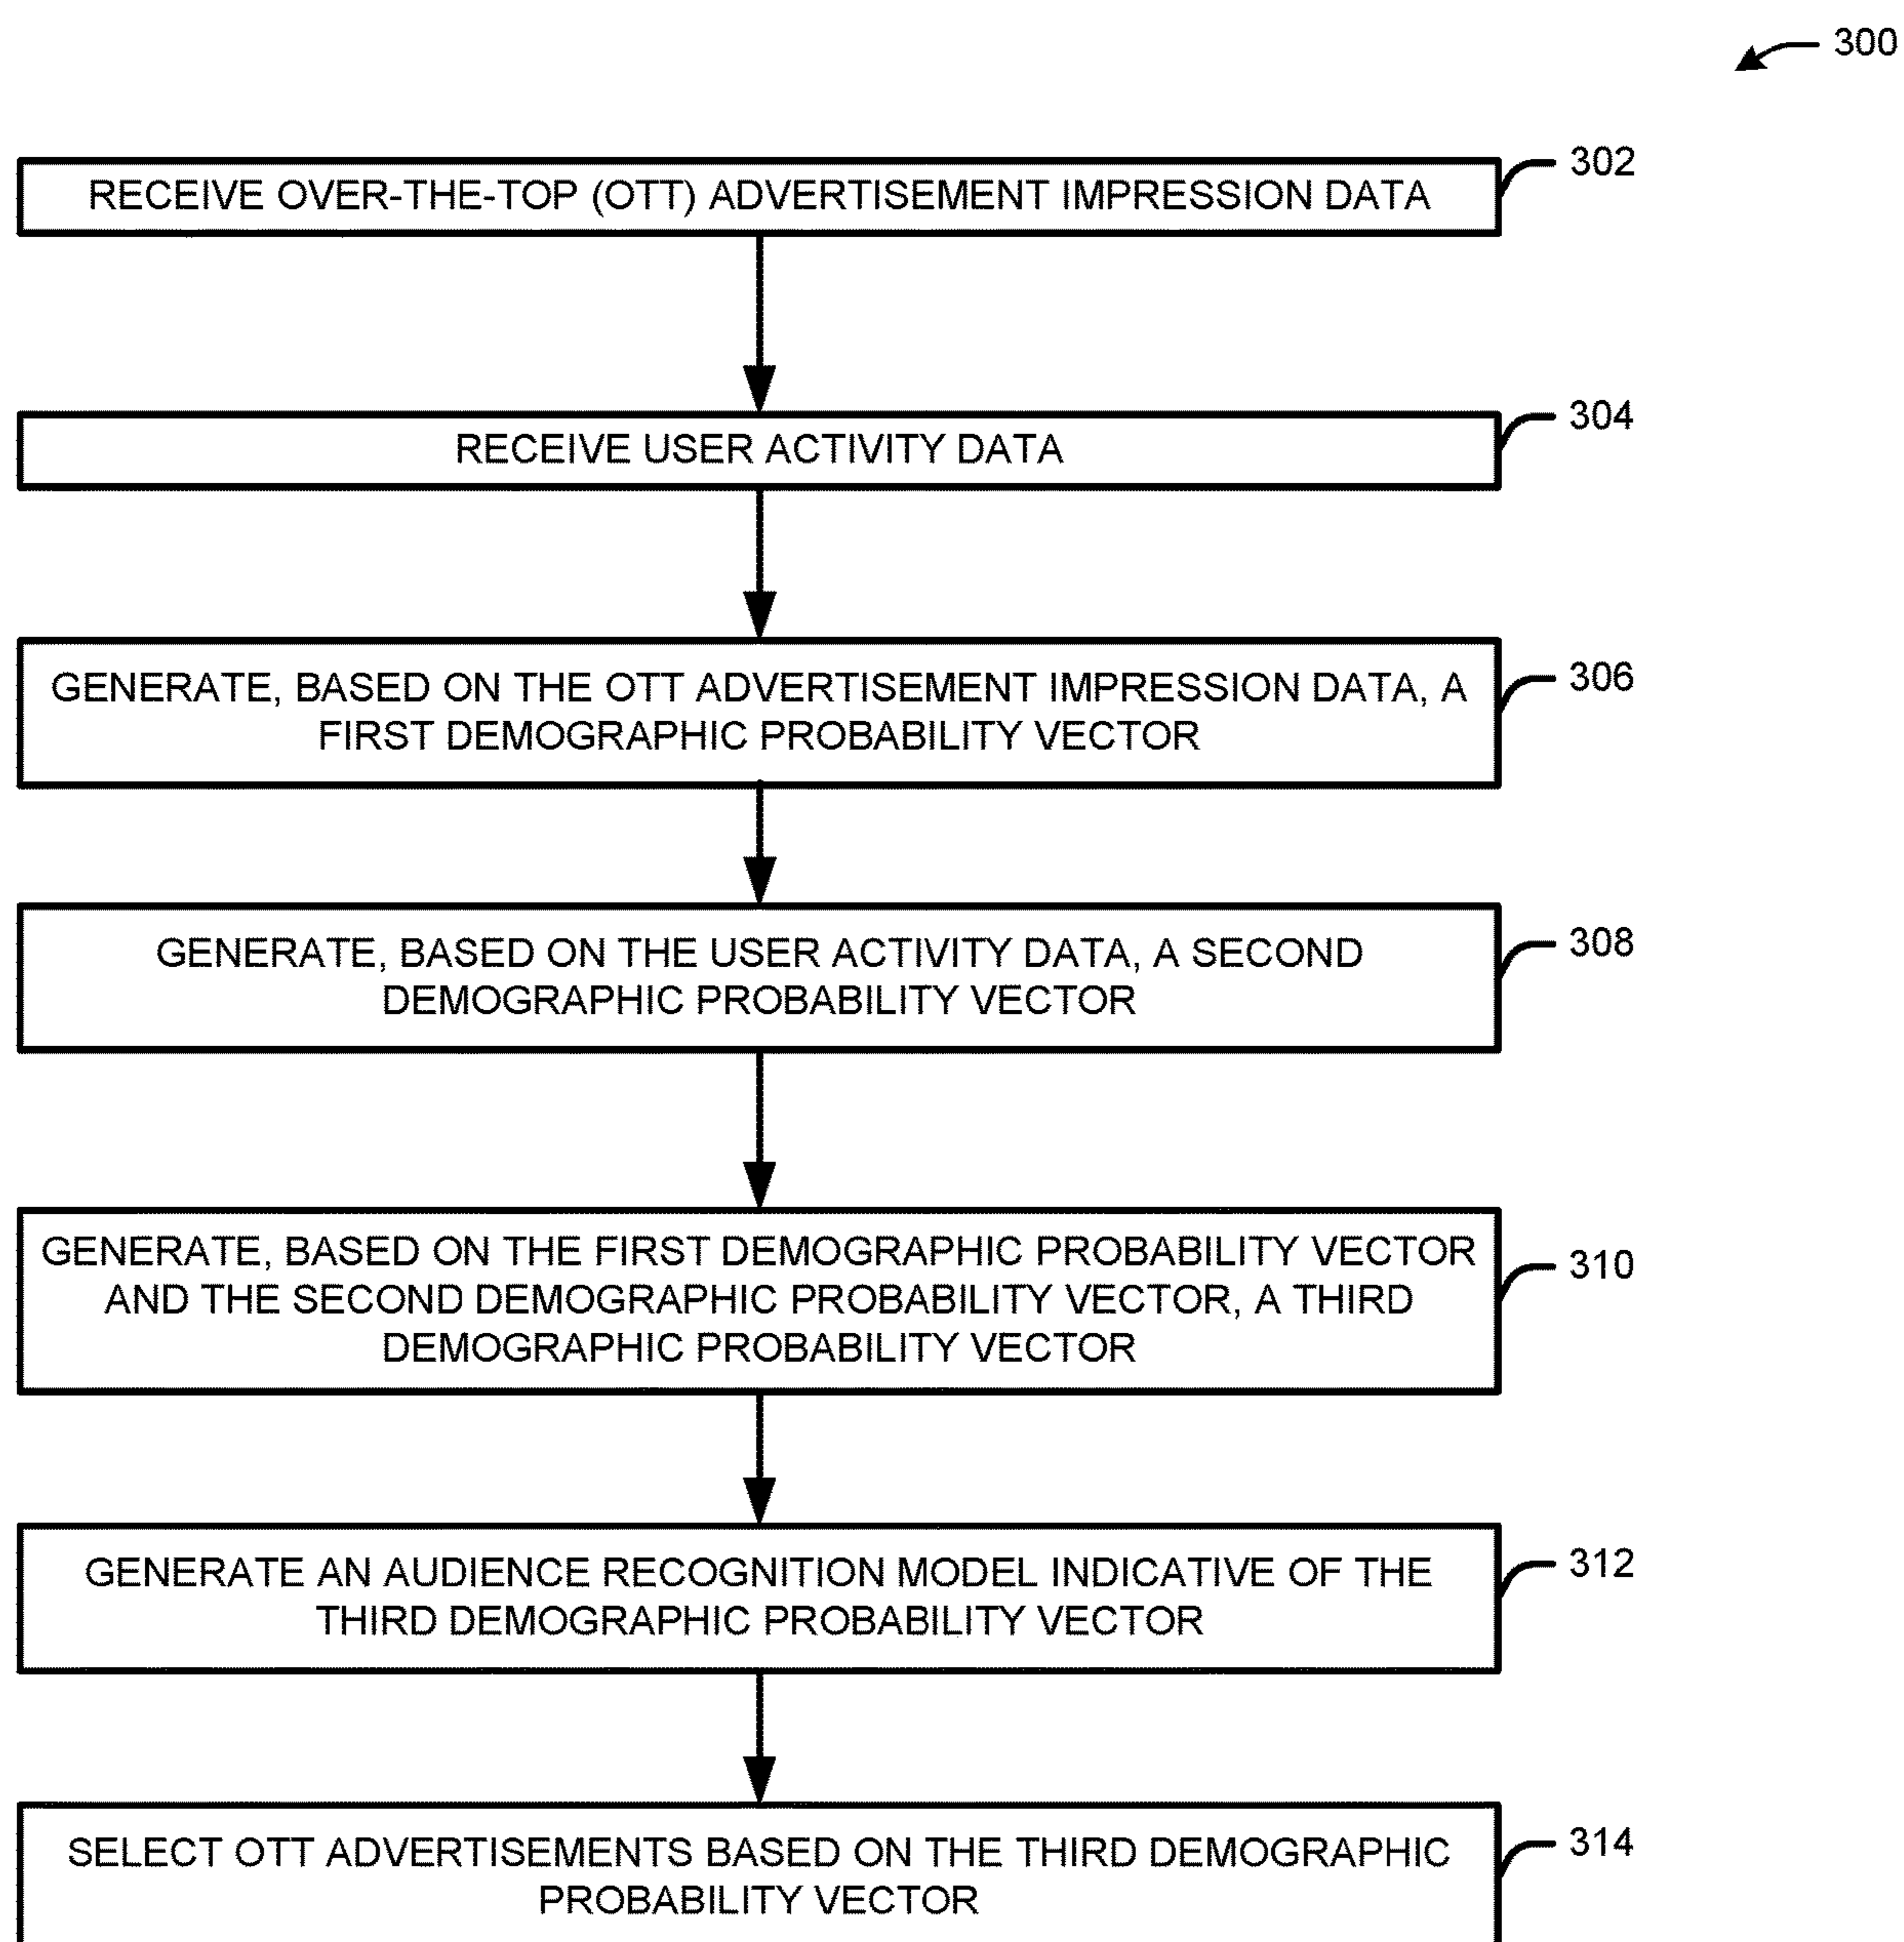 300
302
RECEIVE OVER-THE-TOP (OTT) ADVERTISEMENT IMPRESSION DATA
304
RECEIVE USER ACTIVITY DATA
306
GENERATE, BASED ON THE OTT ADVERTISEMENT IMPRESSION DATA, A
FIRST DEMOGRAPHIC PROBABILITY VECTOR
308
GENERATE, BASED ON THE USER ACTIVITY DATA, A SECOND
DEMOGRAPHIC PROBABILITY VECTOR
310
GENERATE, BASED ON THE FIRST DEMOGRAPHIC PROBABILITY VECTOR
AND THE SECOND DEMOGRAPHIC PROBABILITY VECTOR, A THIRD
DEMOGRAPHIC PROBABILITY VECTOR
312
GENERATE AN AUDIENCE RECOGNITION MODEL INDICATIVE OF THE
THIRD DEMOGRAPHIC PROBABILITY VECTOR
314
SELECT OTT ADVERTISEMENTS BASED ON THE THIRD DEMOGRAPHIC
PROBABILITY VECTOR